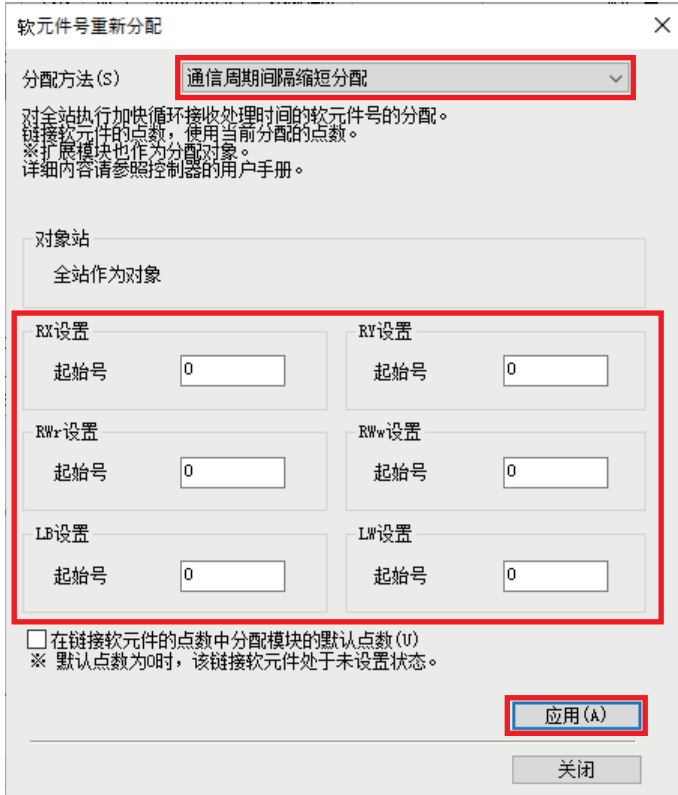 软元件号重新分配
分配方法(S)
通信周期间隔缩短分配
对全站执行加快循环接收处理时间的软元件号的分配。
链接软元件的点数，使用当前分配的点数。
※扩展模块也作为分配对象。
详细内容请参照控制器的用户手册。
对象站
全站作为对象
RX设置
起始号 0
RY设置
起始号 0
RWr设置
起始号 0
RWw设置
起始号 0
LB设置
起始号 0
LW设置
起始号 0
在链接软元件的点数中分配模块的默认点数(U)
※ 默认点数为0时，该链接软元件处于未设置状态。
应用(A)
关闭